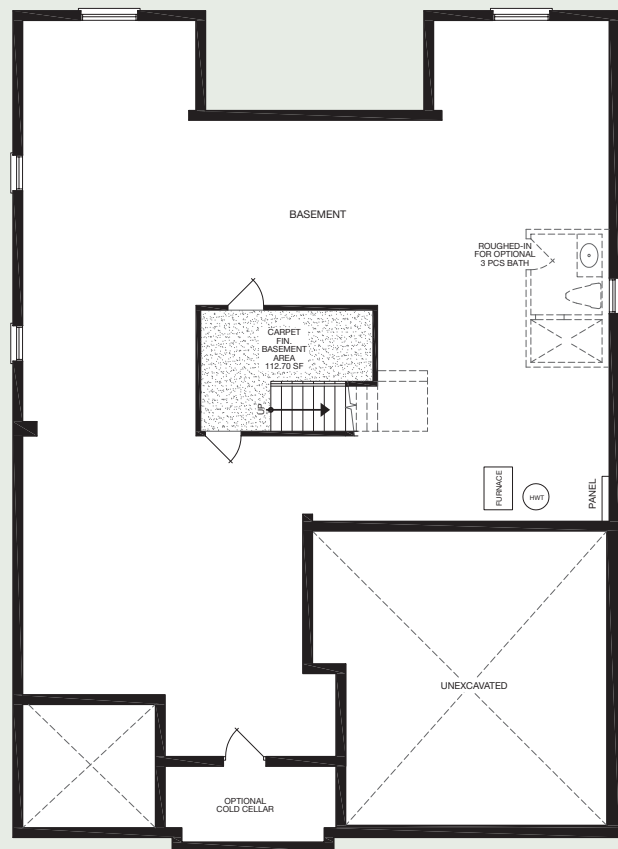 BASEMENT
ROUGHED-IN
FOR OPTIONAL
3 PCS BATH
CARPET
FIN.
BASEMENT
AREA
112.70 SF
UP
FURNACE
HWT
PANEL
UNEXCAVATED
OPTIONAL
COLD CELLAR